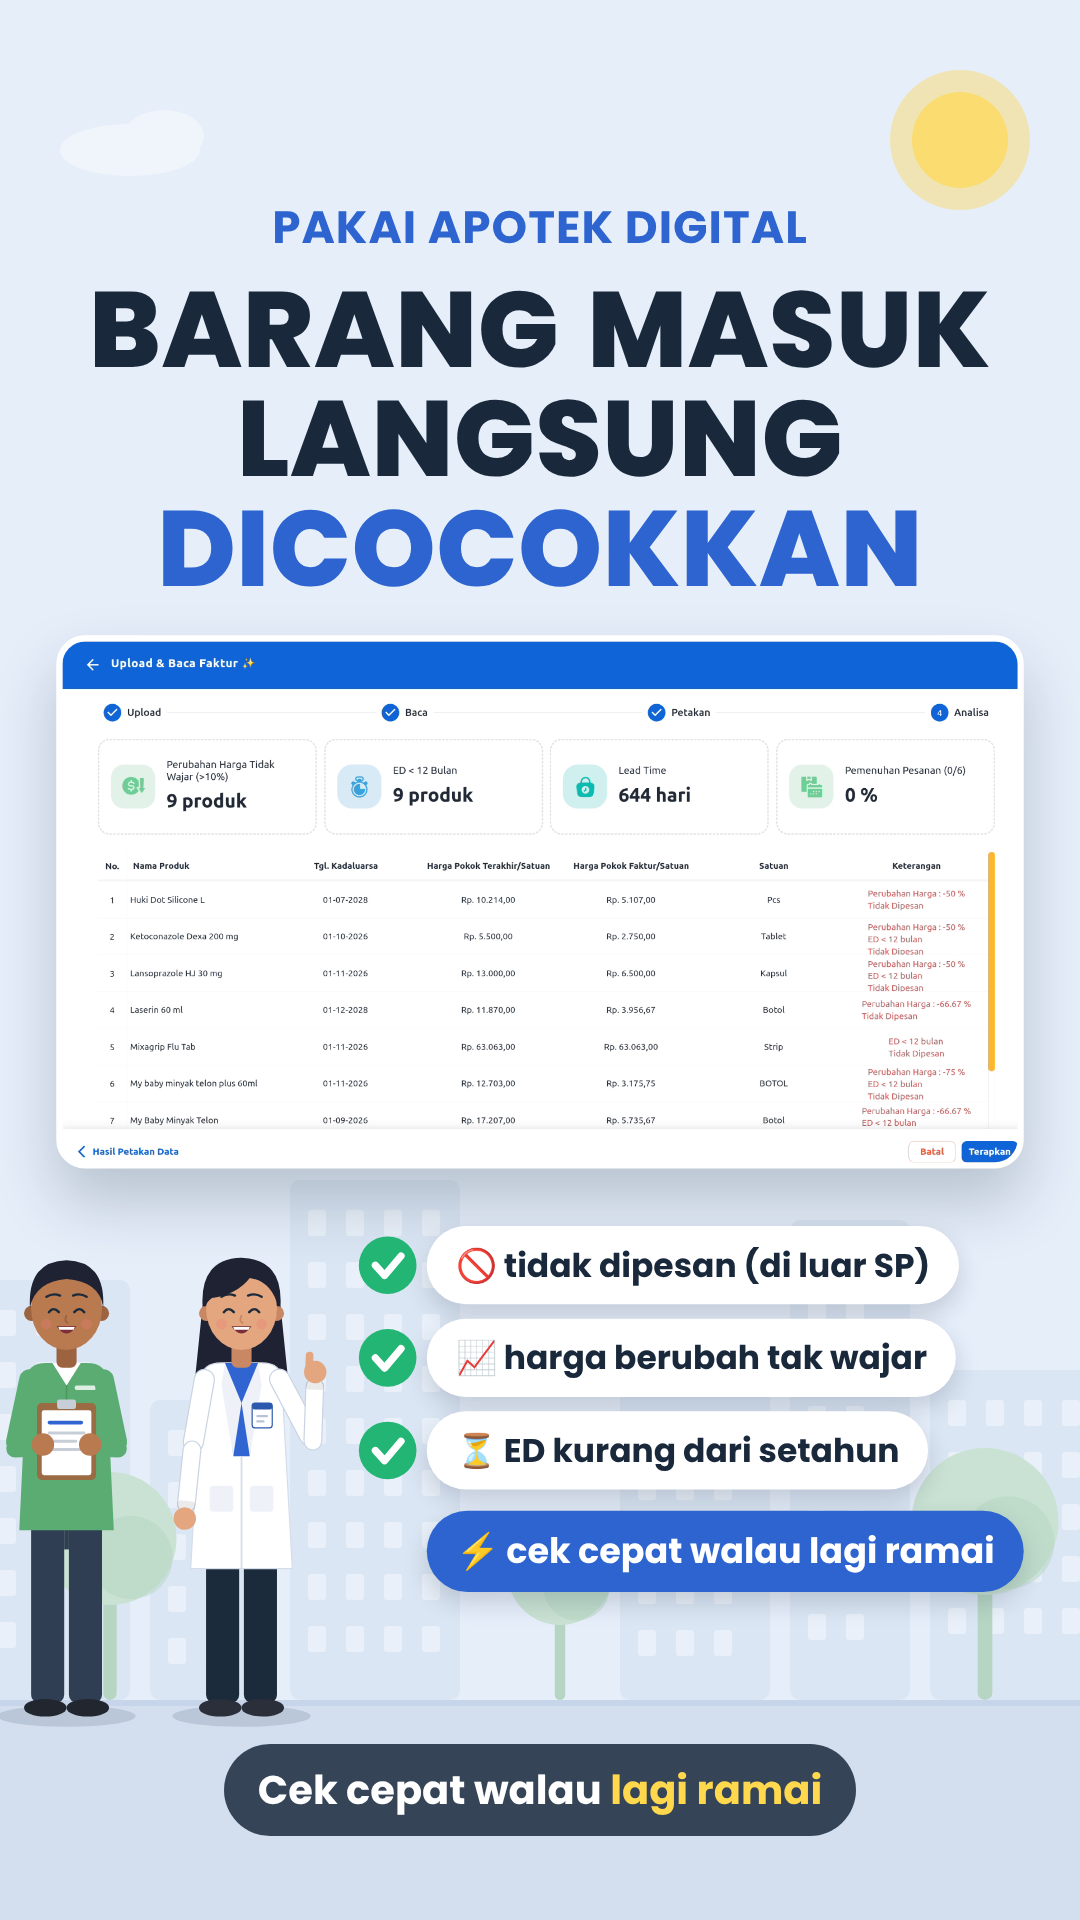 PAKAI APOTEK DIGITAL
BARANG MASUK
LANGSUNG
DICOCOKKAN
Upload & Baca Faktur ✨
Upload
Baca
Petakan
4 Analisa
Perubahan Harga Tidak
Wajar (>10%)
9 produk
ED < 12 Bulan
9 produk
Lead Time
644 hari
Pemenuhan Pesanan (0/6)
0 %
No. Nama Produk Tgl. Kadaluarsa Harga Pokok Terakhir/Satuan Harga Pokok Faktur/Satuan Satuan Keterangan
1 Huki Dot Silicone L 01-07-2028 Rp. 10.214,00 Rp. 5.107,00 Pcs Perubahan Harga : -50 %
Tidak Dipesan
2 Ketoconazole Dexa 200 mg 01-10-2026 Rp. 5.500,00 Rp. 2.750,00 Tablet Perubahan Harga : -50 %
ED < 12 bulan
Tidak Dipesan
3 Lansoprazole HJ 30 mg 01-11-2026 Rp. 13.000,00 Rp. 6.500,00 Kapsul Perubahan Harga : -50 %
ED < 12 bulan
Tidak Dipesan
4 Laserin 60 ml 01-12-2028 Rp. 11.870,00 Rp. 3.956,67 Botol Perubahan Harga : -66.67 %
Tidak Dipesan
5 Mixagrip Flu Tab 01-11-2026 Rp. 63.063,00 Rp. 63.063,00 Strip ED < 12 bulan
Tidak Dipesan
6 My baby minyak telon plus 60ml 01-11-2026 Rp. 12.703,00 Rp. 3.175,75 BOTOL Perubahan Harga : -75 %
ED < 12 bulan
Tidak Dipesan
7 My Baby Minyak Telon 01-09-2026 Rp. 17.207,00 Rp. 5.735,67 Botol Perubahan Harga : -66.67 %
ED < 12 bulan
Hasil Petakan Data
Batal
Terapkan
🚫 tidak dipesan (di luar SP)
📈 harga berubah tak wajar
⏳ ED kurang dari setahun
⚡ cek cepat walau lagi ramai
Cek cepat walau lagi ramai